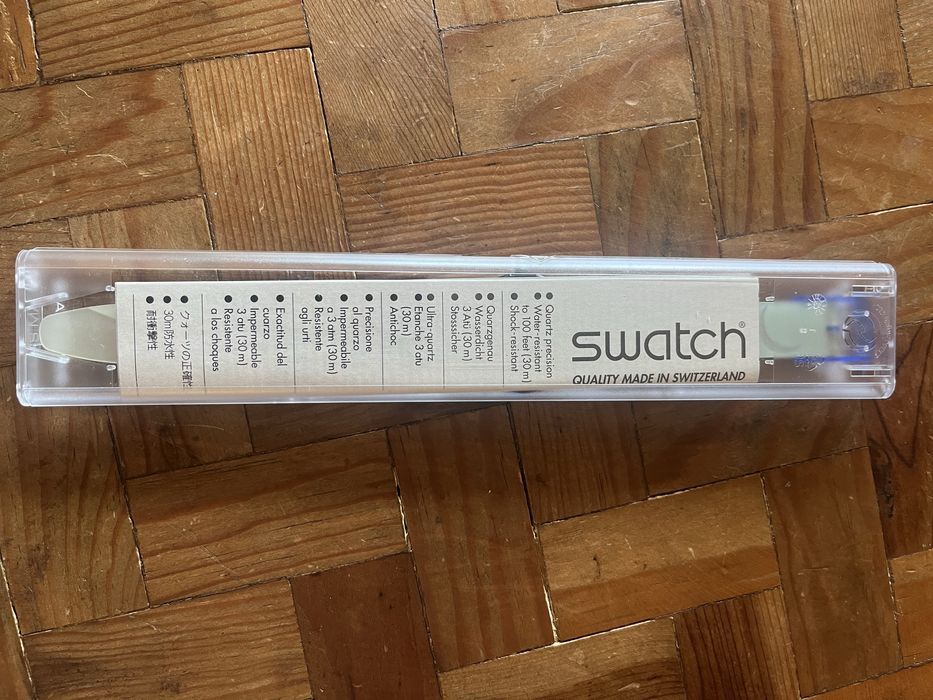 swatch
QUALITY MADE IN SWITZERLAND
● Quartz precision
● Water-resistant
to 100 feet (30 m)
● Shock-resistant
● Quarzgenau
● Wasserdicht
3 Atü (30 m)
● Stosssicher
● Ultra-quartz
● Etanche 3 atu
(30 m)
● Antichoc
● Precisione
al quarzo
● Impermeabile
a 3 atm (30 m)
● Resistente
agli urti
● Exactitud del
cuarzo
● Impermeable
3 atu (30 m)
● Resistente
a los choques
● クォーツの正確性
● 30m防水性
● 耐衝撃性